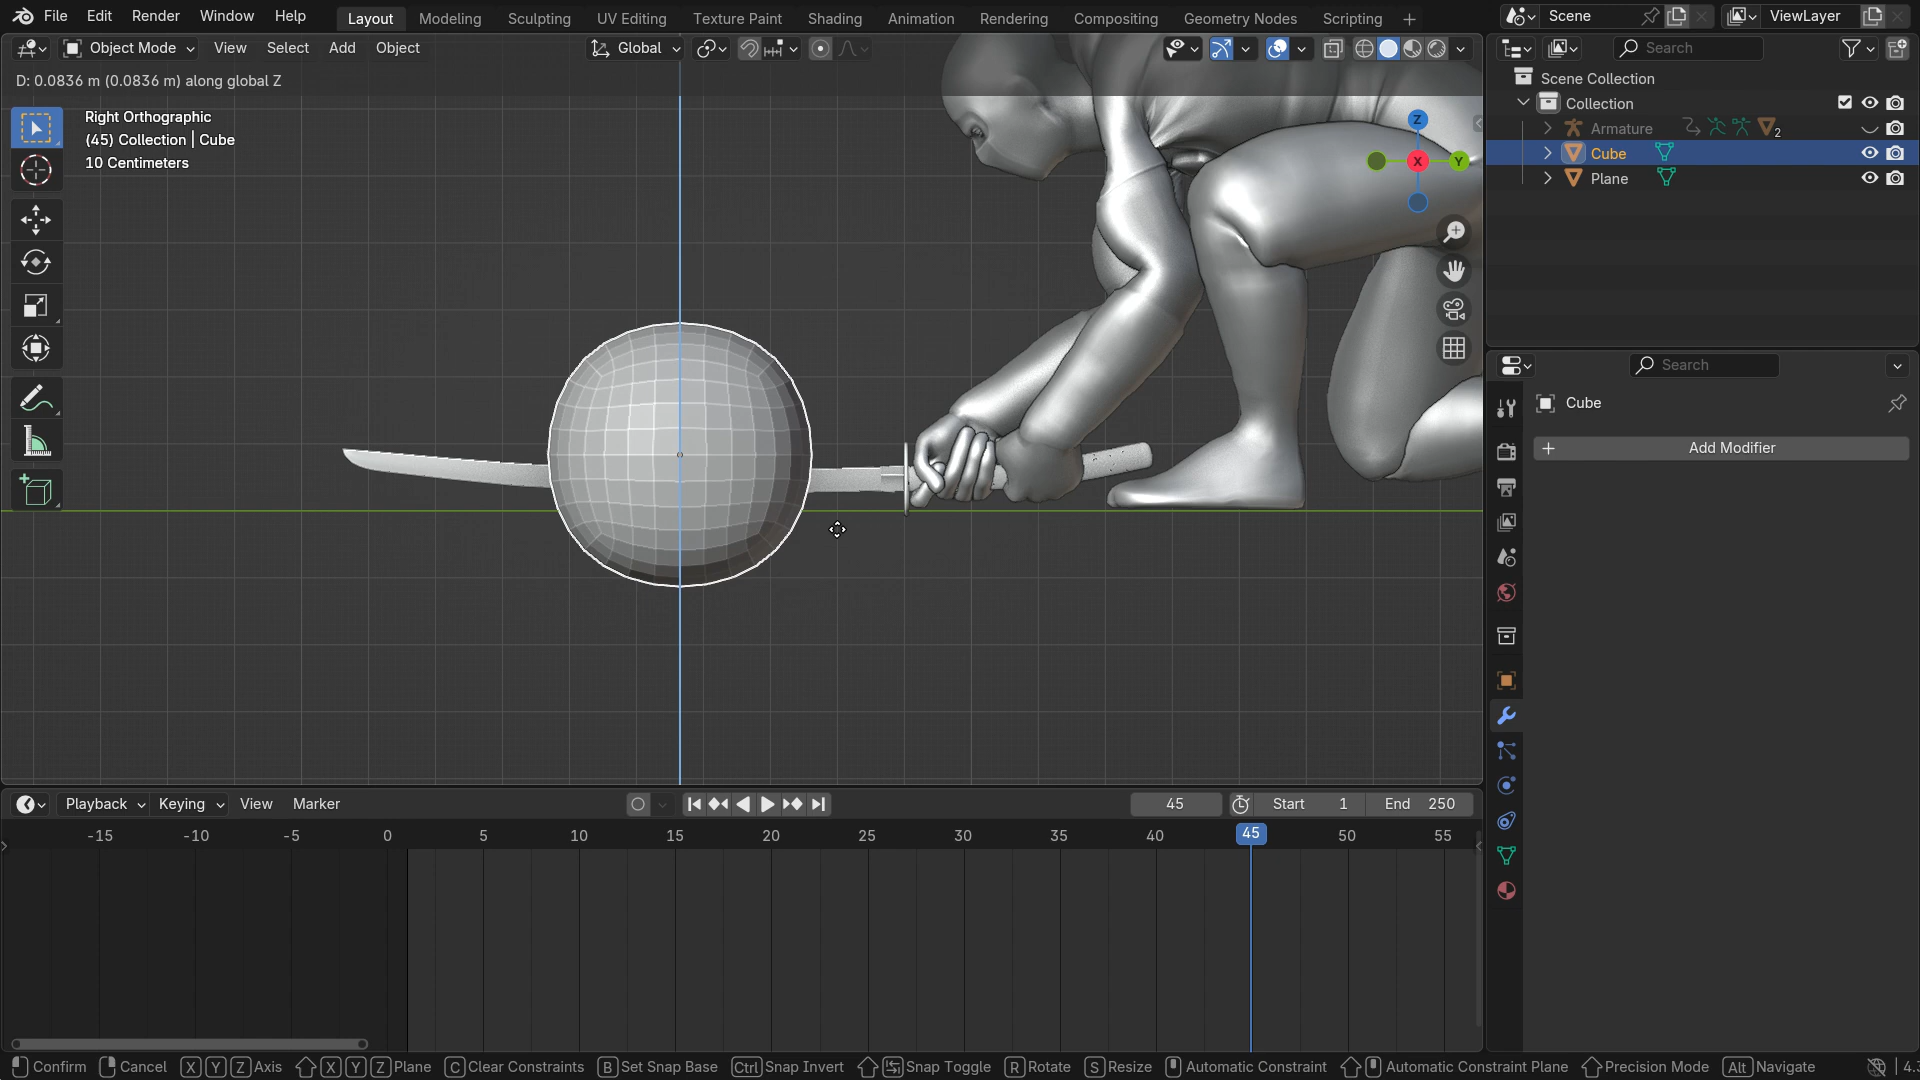 File Edit Render Window Help Layout Modeling Sculpting UV Editing Texture Paint Shading Animation Rendering Compositing Geometry Nodes Scripting + Scene ViewLayer
Object Mode View Select Add Object Global Search
D: 0.0836 m (0.0836 m) along global Z
Scene Collection
Collection
Right Orthographic
(45) Collection | Cube
10 Centimeters
Z
X
Y
Armature 2
Cube
Plane
Search
Cube
+ Add Modifier
Playback Keying View Marker 45 Start 1 End 250
-15 -10 -5 0 5 10 15 20 25 30 35 40 45 50 55
Confirm Cancel X Y Z Axis X Y Z Plane C Clear Constraints B Set Snap Base Ctrl Snap Invert Snap Toggle R Rotate S Resize Automatic Constraint Automatic Constraint Plane Precision Mode Alt Navigate